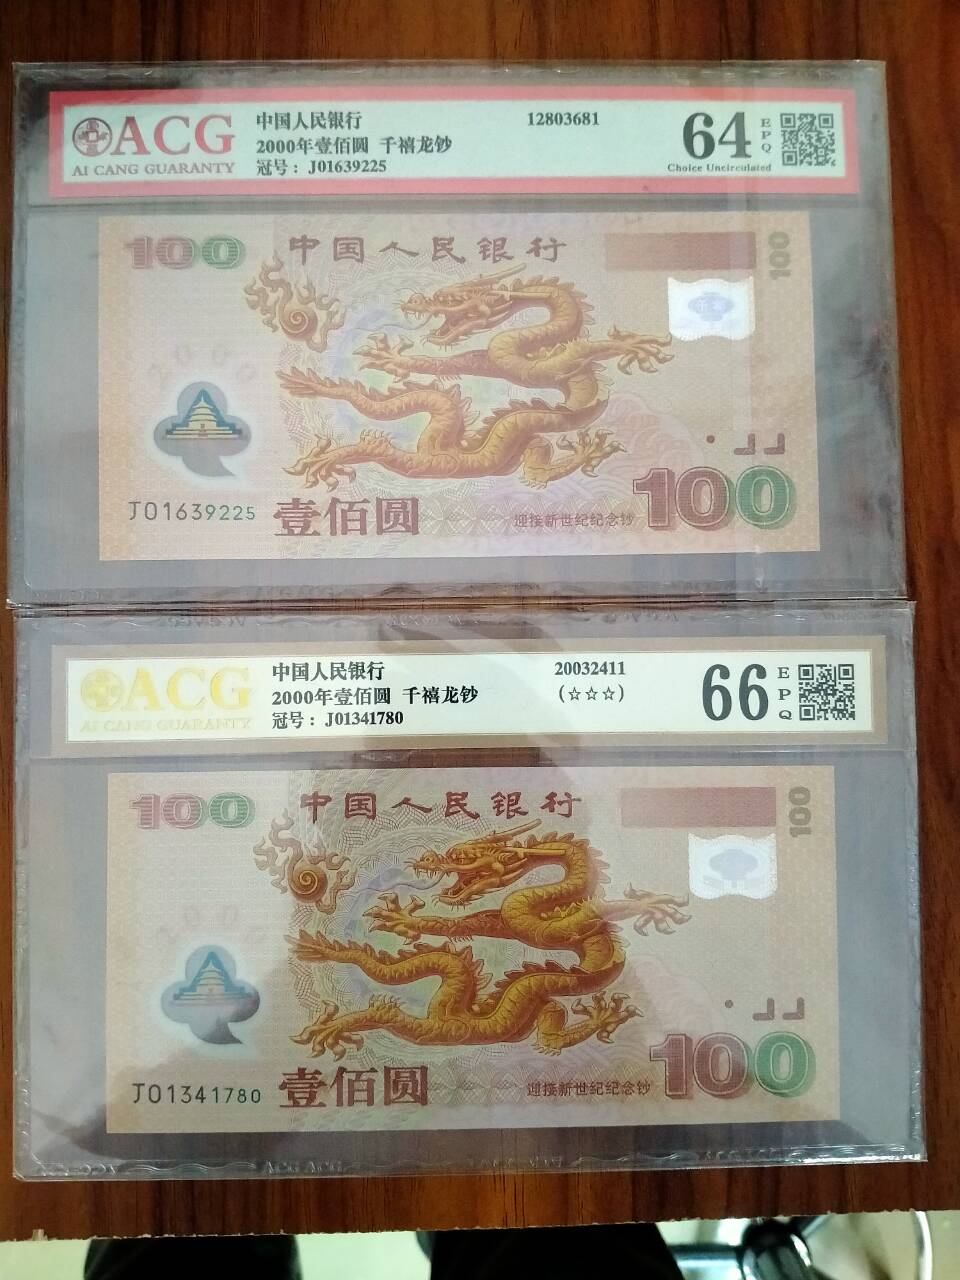 ACG
AI CANG GUARANTY
中国人民银行
2000年壹佰圆 千禧龙钞
冠号： J01639225
12803681
64
EPQ
Choice Uncirculated
100
中国人民银行
100
J01639225
壹佰圆
迎接新世纪纪念钞
100
ACG
AI CANG GUARANTY
中国人民银行
2000年壹佰圆 千禧龙钞
冠号： J01341780
20032411
(☆☆☆)
66
EPQ
100
中国人民银行
100
J01341780
壹佰圆
迎接新世纪纪念钞
100
ACG ACG